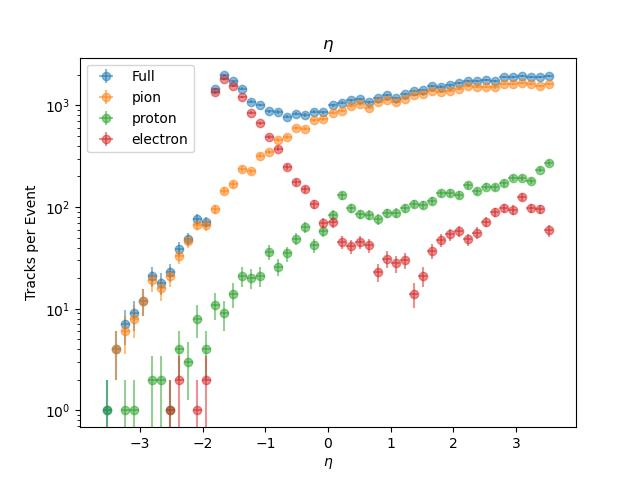 η
Full
pion
proton
electron
Tracks per Event
10³
10²
10¹
10⁰
−3 −2 −1 0 1 2 3
η